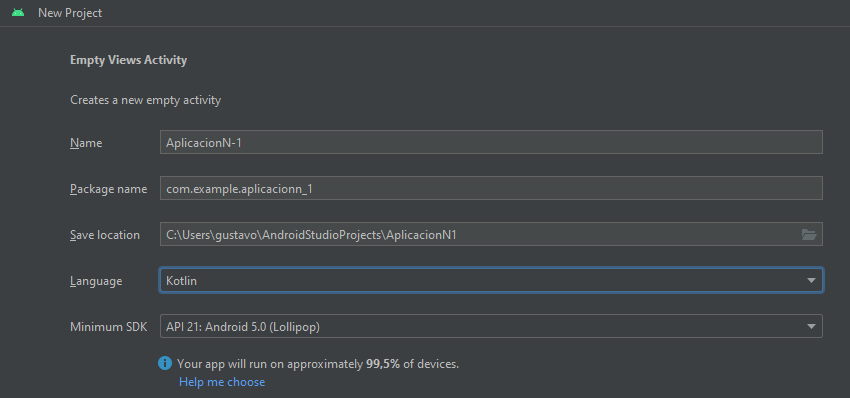 New Project
Empty Views Activity
Creates a new empty activity
Name AplicacionN-1
Package name com.example.aplicacionn_1
Save location C:\Users\gustavo\AndroidStudioProjects\AplicacionN1
Language Kotlin
Minimum SDK API 21: Android 5.0 (Lollipop)
Your app will run on approximately 99,5% of devices.
Help me choose